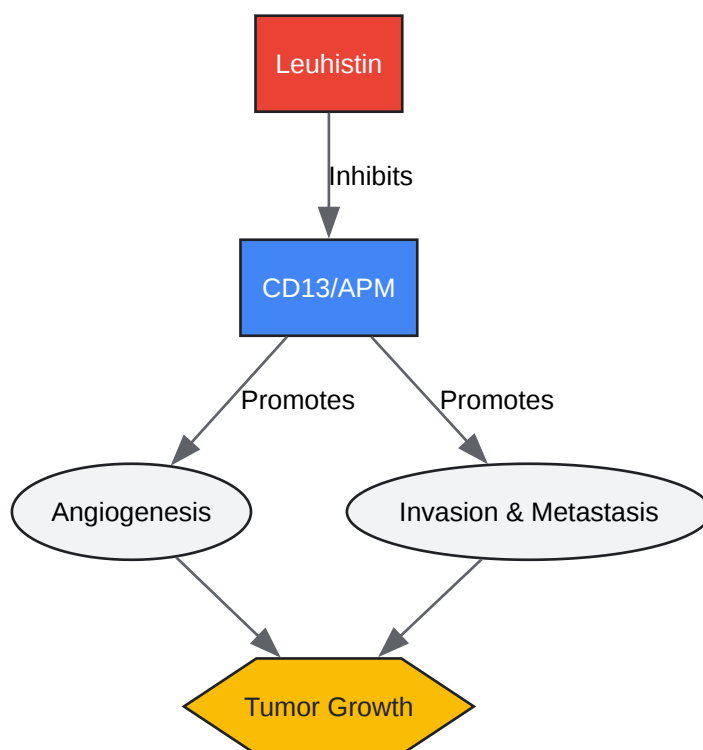 Leuhistin
Inhibits
CD13/APM
Promotes
Promotes
Angiogenesis
Invasion & Metastasis
Tumor Growth